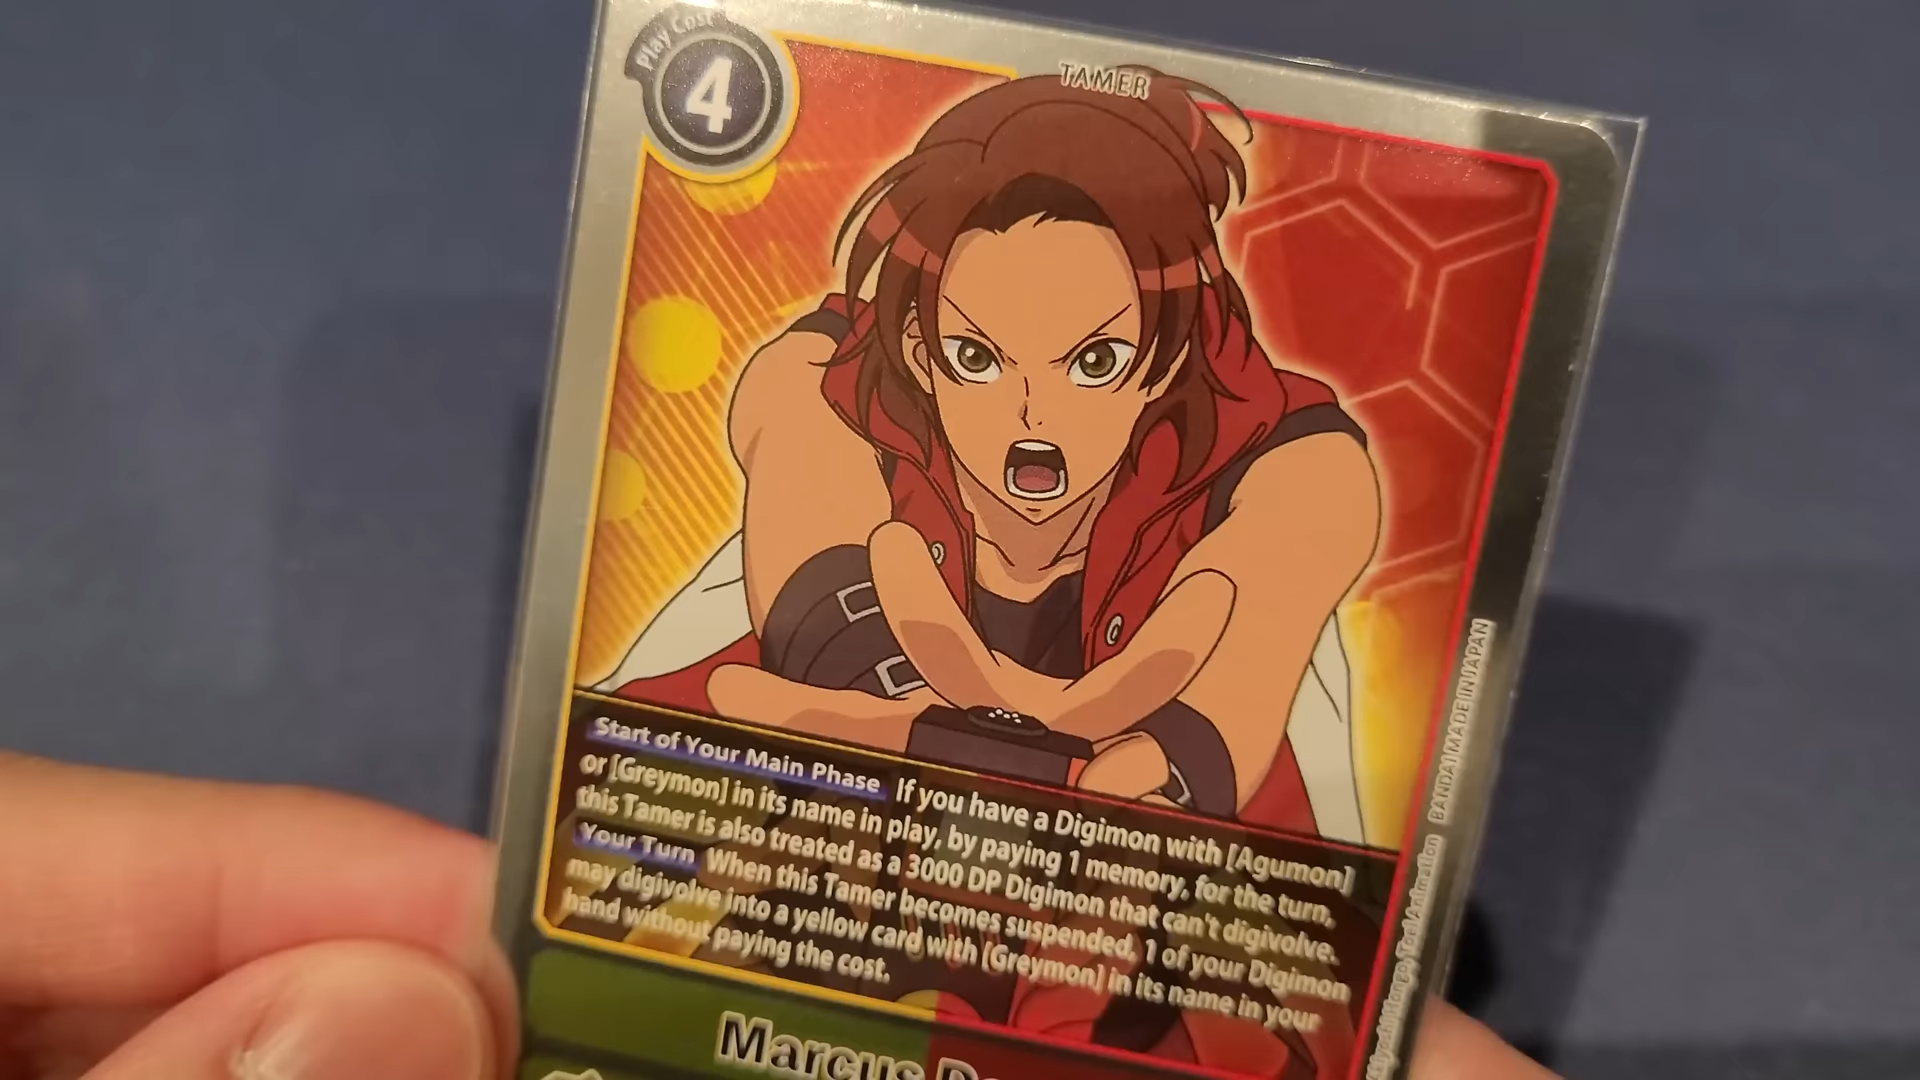 Play Cost
4
TAMER
Start of Your Main Phase If you have a Digimon with [Agumon]
or [Greymon] in its name in play, by paying 1 memory, for the turn,
this Tamer is also treated as a 3000 DP Digimon that can't digivolve.
Your Turn When this Tamer becomes suspended, 1 of your Digimon
may digivolve into a yellow card with [Greymon] in its name in your
hand without paying the cost.
Marcus
BANDAI MADE IN JAPAN
Toei Animation